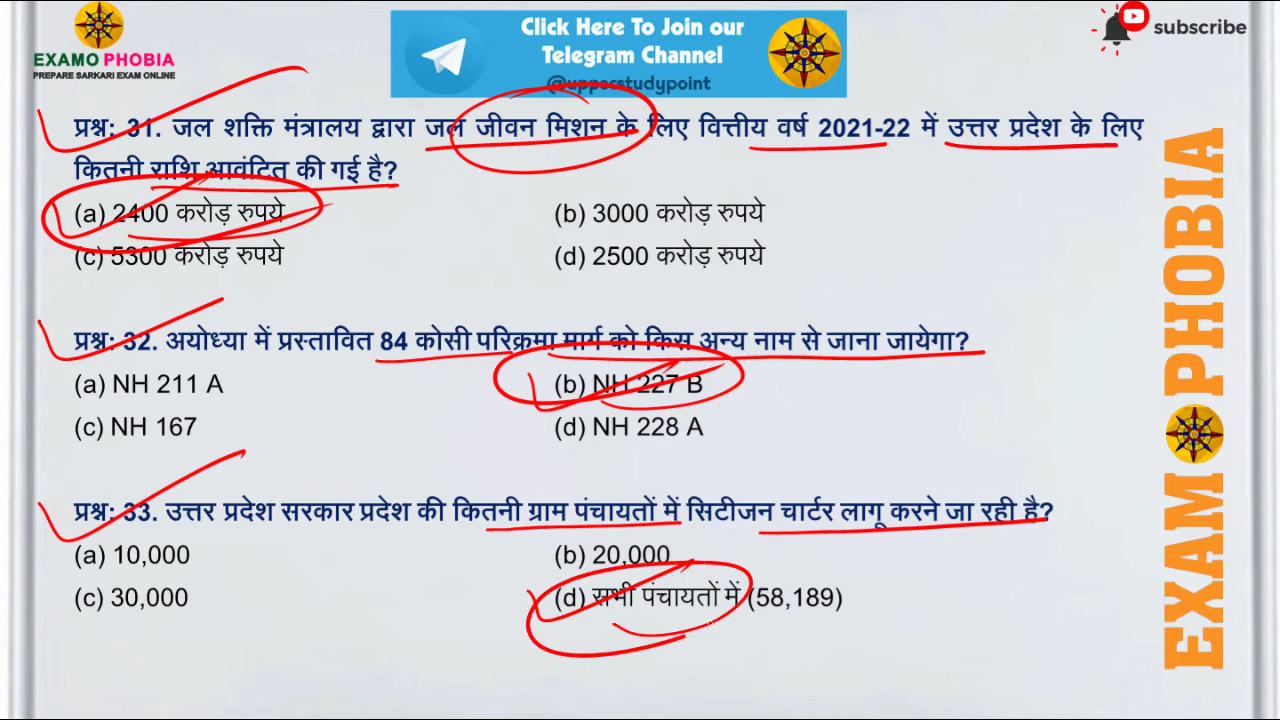 EXAMO PHOBIA
PREPARE SARKARI EXAM ONLINE
Click Here To Join our
Telegram Channel
@uppcsstudypoint
subscribe
प्रश्न: 31. जल शक्ति मंत्रालय द्वारा जल जीवन मिशन के लिए वित्तीय वर्ष 2021-22 में उत्तर प्रदेश के लिए
कितनी राशि आवंटित की गई है?
(a) 2400 करोड़ रुपये (b) 3000 करोड़ रुपये
(c) 5300 करोड़ रुपये (d) 2500 करोड़ रुपये
प्रश्न: 32. अयोध्या में प्रस्तावित 84 कोसी परिक्रमा मार्ग को किस अन्य नाम से जाना जायेगा?
(a) NH 211 A (b) NH 227 B
(c) NH 167 (d) NH 228 A
प्रश्न: 33. उत्तर प्रदेश सरकार प्रदेश की कितनी ग्राम पंचायतों में सिटीजन चार्टर लागू करने जा रही है?
(a) 10,000 (b) 20,000
(c) 30,000 (d) सभी पंचायतों में (58,189)
EXAMO PHOBIA